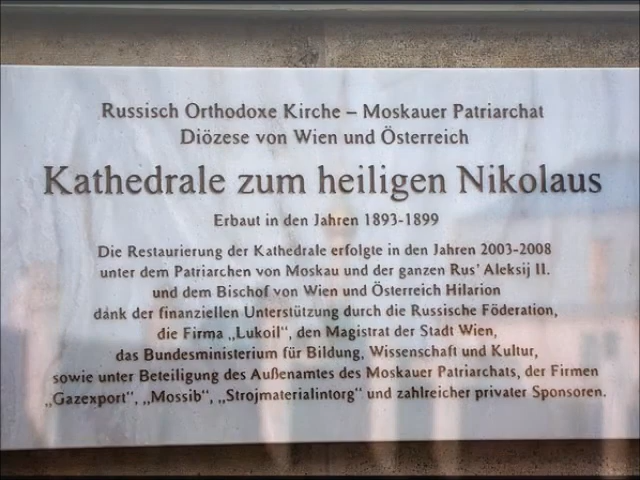 Russisch Orthodoxe Kirche – Moskauer Patriarchat
Diözese von Wien und Österreich
Kathedrale zum heiligen Nikolaus
Erbaut in den Jahren 1893-1899
Die Restaurierung der Kathedrale erfolgte in den Jahren 2003-2008
unter dem Patriarchen von Moskau und der ganzen Rus' Aleksij II.
und dem Bischof von Wien und Österreich Hilarion
dank der finanziellen Unterstützung durch die Russische Föderation,
die Firma „Lukoil“, den Magistrat der Stadt Wien,
das Bundesministerium für Bildung, Wissenschaft und Kultur,
sowie unter Beteiligung des Außenamtes des Moskauer Patriarchats, der Firmen
„Gazexport“, „Mossib“, „Strojmaterialintorg“ und zahlreicher privater Sponsoren.